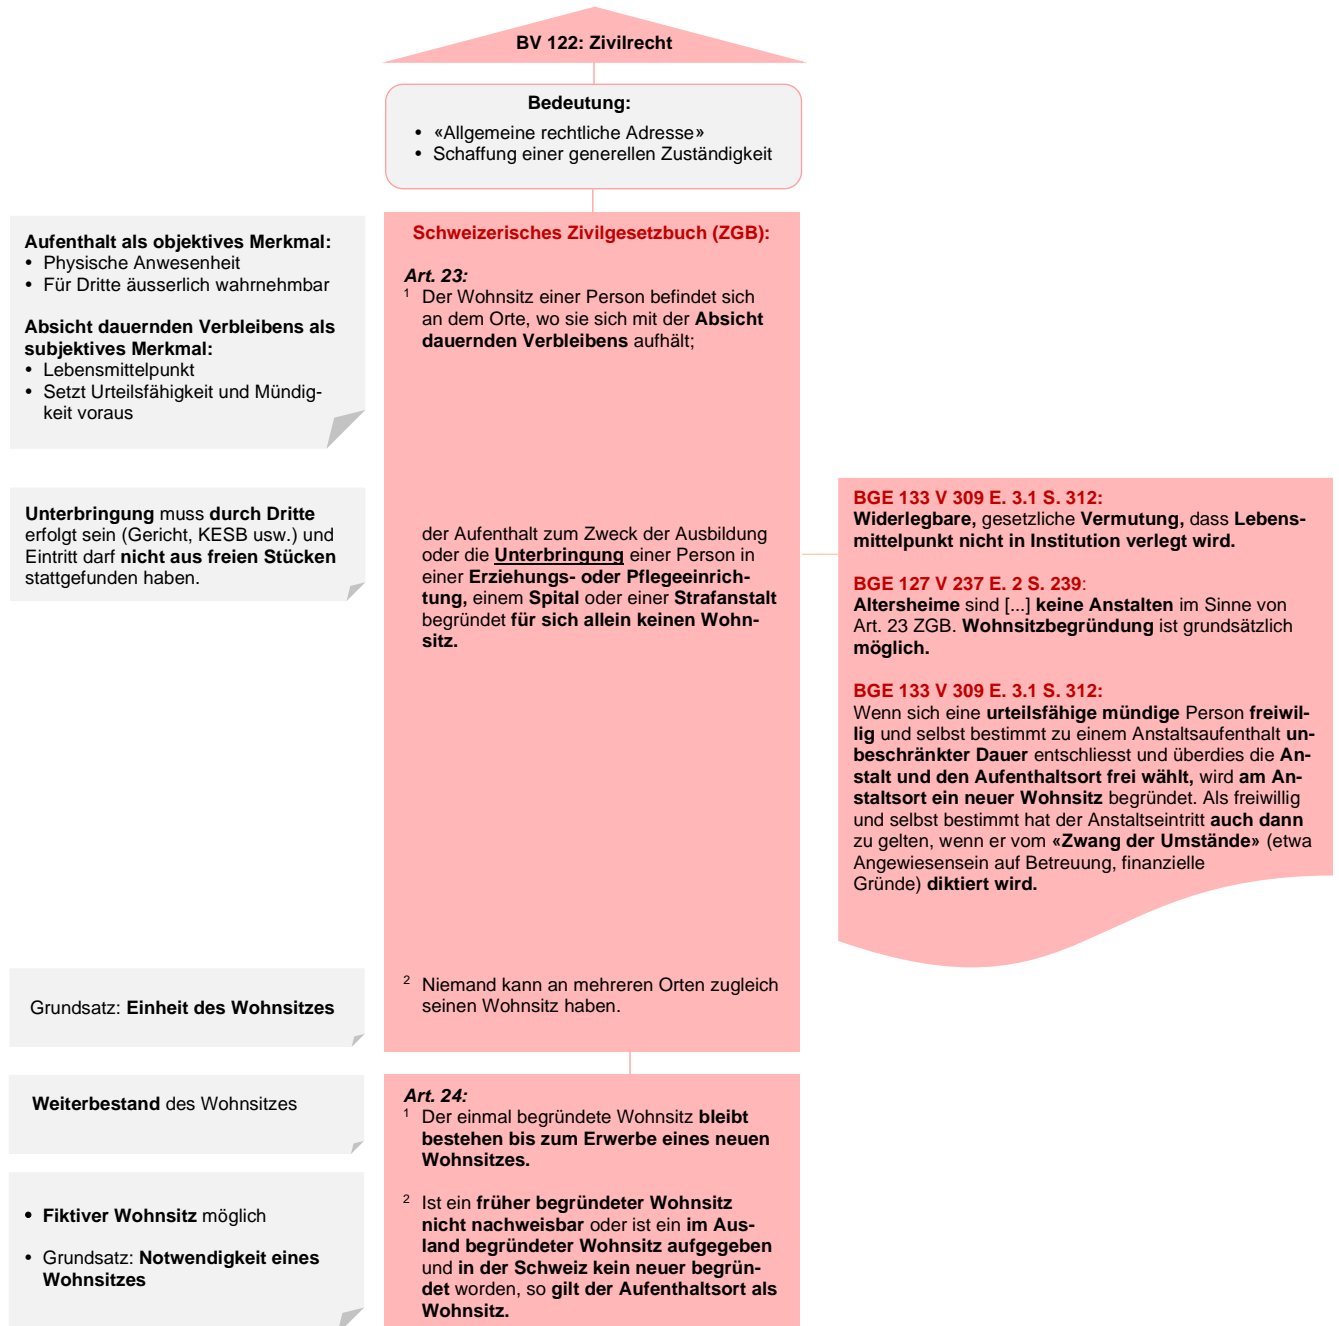 BV 122: Zivilrecht
Bedeutung:
• «Allgemeine rechtliche Adresse»
• Schaffung einer generellen Zuständigkeit
Aufenthalt als objektives Merkmal:
• Physische Anwesenheit
• Für Dritte äusserlich wahrnehmbar
Absicht dauernden Verbleibens als
subjektives Merkmal:
• Lebensmittelpunkt
• Setzt Urteilsfähigkeit und Mündig-
keit voraus
Schweizerisches Zivilgesetzbuch (ZGB):
Art. 23:
1 Der Wohnsitz einer Person befindet sich
an dem Orte, wo sie sich mit der Absicht
dauernden Verbleibens aufhält;
Unterbringung muss durch Dritte
erfolgt sein (Gericht, KESB usw.) und
Eintritt darf nicht aus freien Stücken
stattgefunden haben.
der Aufenthalt zum Zweck der Ausbildung
oder die Unterbringung einer Person in
einer Erziehungs- oder Pflegeeinrich-
tung, einem Spital oder einer Strafanstalt
begründet für sich allein keinen Wohn-
sitz.
BGE 133 V 309 E. 3.1 S. 312:
Widerlegbare, gesetzliche Vermutung, dass Lebens-
mittelpunkt nicht in Institution verlegt wird.
BGE 127 V 237 E. 2 S. 239:
Altersheime sind [...] keine Anstalten im Sinne von
Art. 23 ZGB. Wohnsitzbegründung ist grundsätzlich
möglich.
BGE 133 V 309 E. 3.1 S. 312:
Wenn sich eine urteilsfähige mündige Person freiwil-
lig und selbst bestimmt zu einem Anstaltsaufenthalt un-
beschränkter Dauer entschliesst und überdies die An-
stalt und den Aufenthaltsort frei wählt, wird am An-
staltsort ein neuer Wohnsitz begründet. Als freiwillig
und selbst bestimmt hat der Anstaltseintritt auch dann
zu gelten, wenn er vom «Zwang der Umstände» (etwa
Angewiesensein auf Betreuung, finanzielle
Gründe) diktiert wird.
Grundsatz: Einheit des Wohnsitzes
2 Niemand kann an mehreren Orten zugleich
seinen Wohnsitz haben.
Weiterbestand des Wohnsitzes
Art. 24:
1 Der einmal begründete Wohnsitz bleibt
bestehen bis zum Erwerbe eines neuen
Wohnsitzes.
• Fiktiver Wohnsitz möglich
• Grundsatz: Notwendigkeit eines
Wohnsitzes
2 Ist ein früher begründeter Wohnsitz
nicht nachweisbar oder ist ein im Aus-
land begründeter Wohnsitz aufgegeben
und in der Schweiz kein neuer begrün-
det worden, so gilt der Aufenthaltsort als
Wohnsitz.